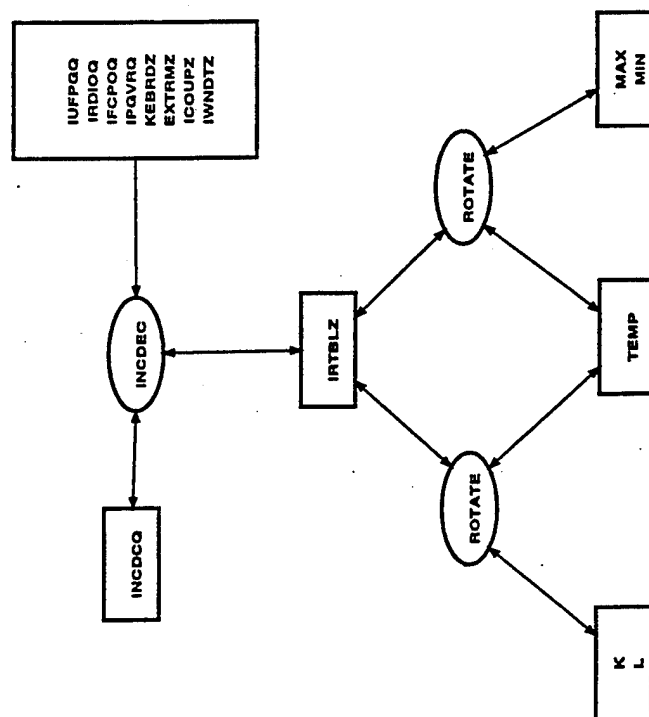 IUFPGQ
IRDIOQ
IFCPOQ
IPGVRQ
KEBRDZ
EXTRMZ
ICOUPZ
IWNDTZ
INCDEC
INCDCQ
IRTBLZ
ROTATE
ROTATE
MAX
MIN
TEMP
K
L